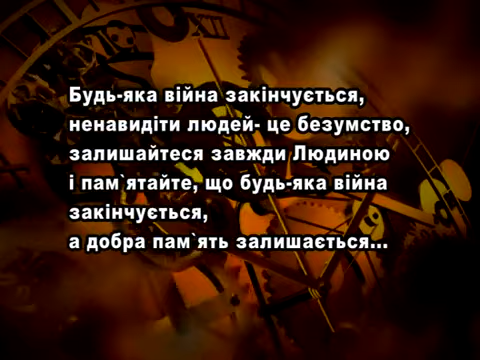 XII
Будь-яка війна закінчується,
ненавидіти людей- це безумство,
залишайтеся завжди Людиною
і пам`ятайте, що будь-яка війна
закінчується,
а добра пам`ять залишається...